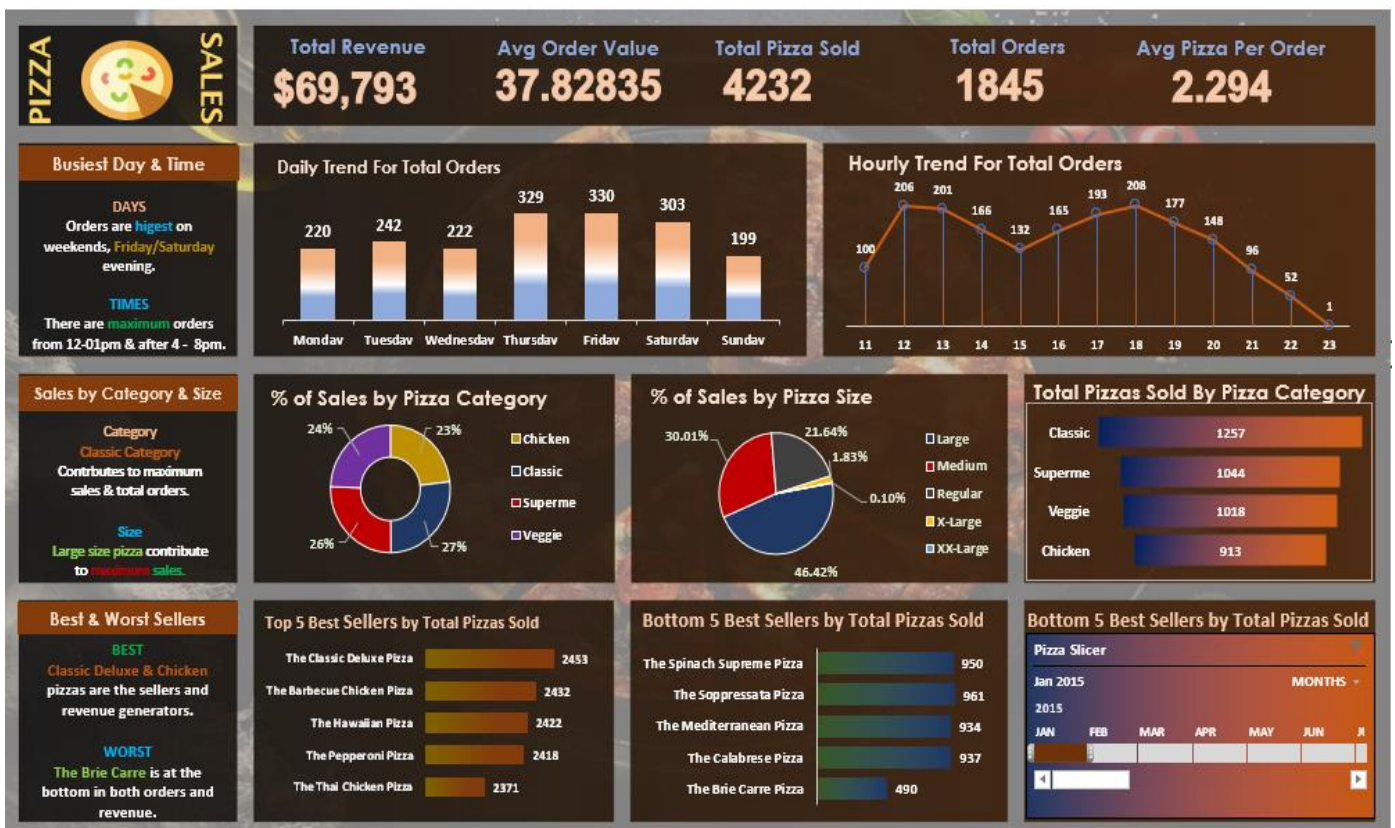 PIZZA
SALES
Total Revenue
$69,793
Avg Order Value
37.82835
Total Pizza Sold
4232
Total Orders
1845
Avg Pizza Per Order
2.294
Busiest Day & Time
DAYS
Orders are higest on
weekends, Friday/Saturday
evening.
TIMES
There are maximum orders
from 12-01pm & after 4 - 8pm.
Daily Trend For Total Orders
220
242
222
329
330
303
199
Monday
Tuesday
Wednesday
Thursday
Friday
Saturday
Sunday
Hourly Trend For Total Orders
100
206
201
166
132
165
193
208
177
148
96
52
1
11
12
13
14
15
16
17
18
19
20
21
22
23
Sales by Category & Size
Category
Classic Category
Contrbutes to maximum
sales & total orders.
Size
Large size pizza contribute
to maximum sales.
% of Sales by Pizza Category
24%
23%
26%
27%
Chicken
Classic
Superme
Veggie
% of Sales by Pizza Size
30.01%
21.64%
1.83%
0.10%
46.42%
Large
Medium
Regular
X-Large
XX-Large
Total Pizzas Sold By Pizza Category
Classic 1257
Superme 1044
Veggie 1018
Chicken 913
Best & Worst Sellers
BEST
Classic Deluxe & Chicken
pizzas are the sellers and
revenue generators.
WORST
The Brie Carre is at the
bottom in both orders and
revenue.
Top 5 Best Sellers by Total Pizzas Sold
The Classic Deluxe Pizza 2453
The Barbecue Chicken Pizza 2432
The Hawaiian Pizza 2422
The Pepperoni Pizza 2418
The Thai Chicken Pizza 2371
Bottom 5 Best Sellers by Total Pizzas Sold
The Spinach Supreme Pizza 950
The Soppressata Pizza 961
The Mediterranean Pizza 934
The Calabrese Pizza 937
The Brie Carre Pizza 490
Bottom 5 Best Sellers by Total Pizzas Sold
Pizza Slicer
Jan 2015
MONTHS
2015
JAN FEB MAR APR MAY JUN